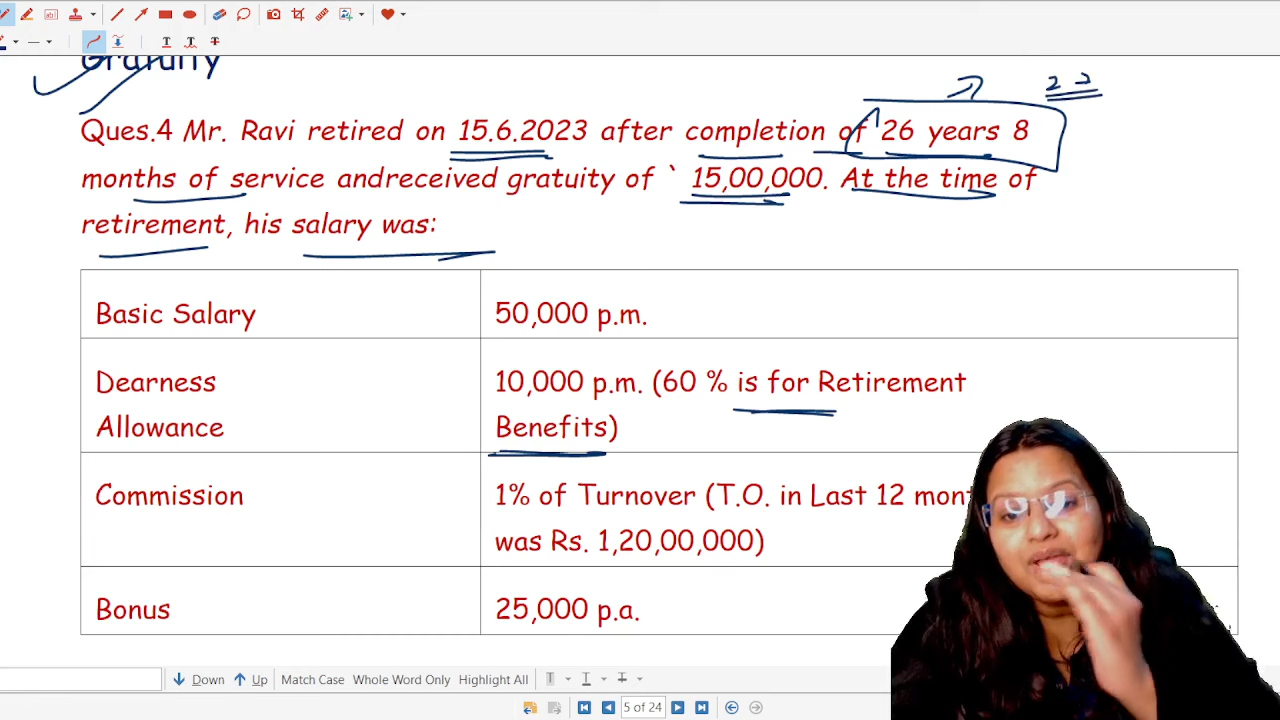 Gratuity
Ques.4 Mr. Ravi retired on 15.6.2023 after completion of 26 years 8
months of service andreceived gratuity of ` 15,00,000. At the time of
retirement, his salary was:
Basic Salary
50,000 p.m.
Dearness
Allowance
10,000 p.m. (60 % is for Retirement
Benefits)
Commission
1% of Turnover (T.O. in Last 12
was Rs. 1,20,00,000)
Bonus
25,000 p.a.
Down Up Match Case Whole Word Only Highlight All
5 of 24